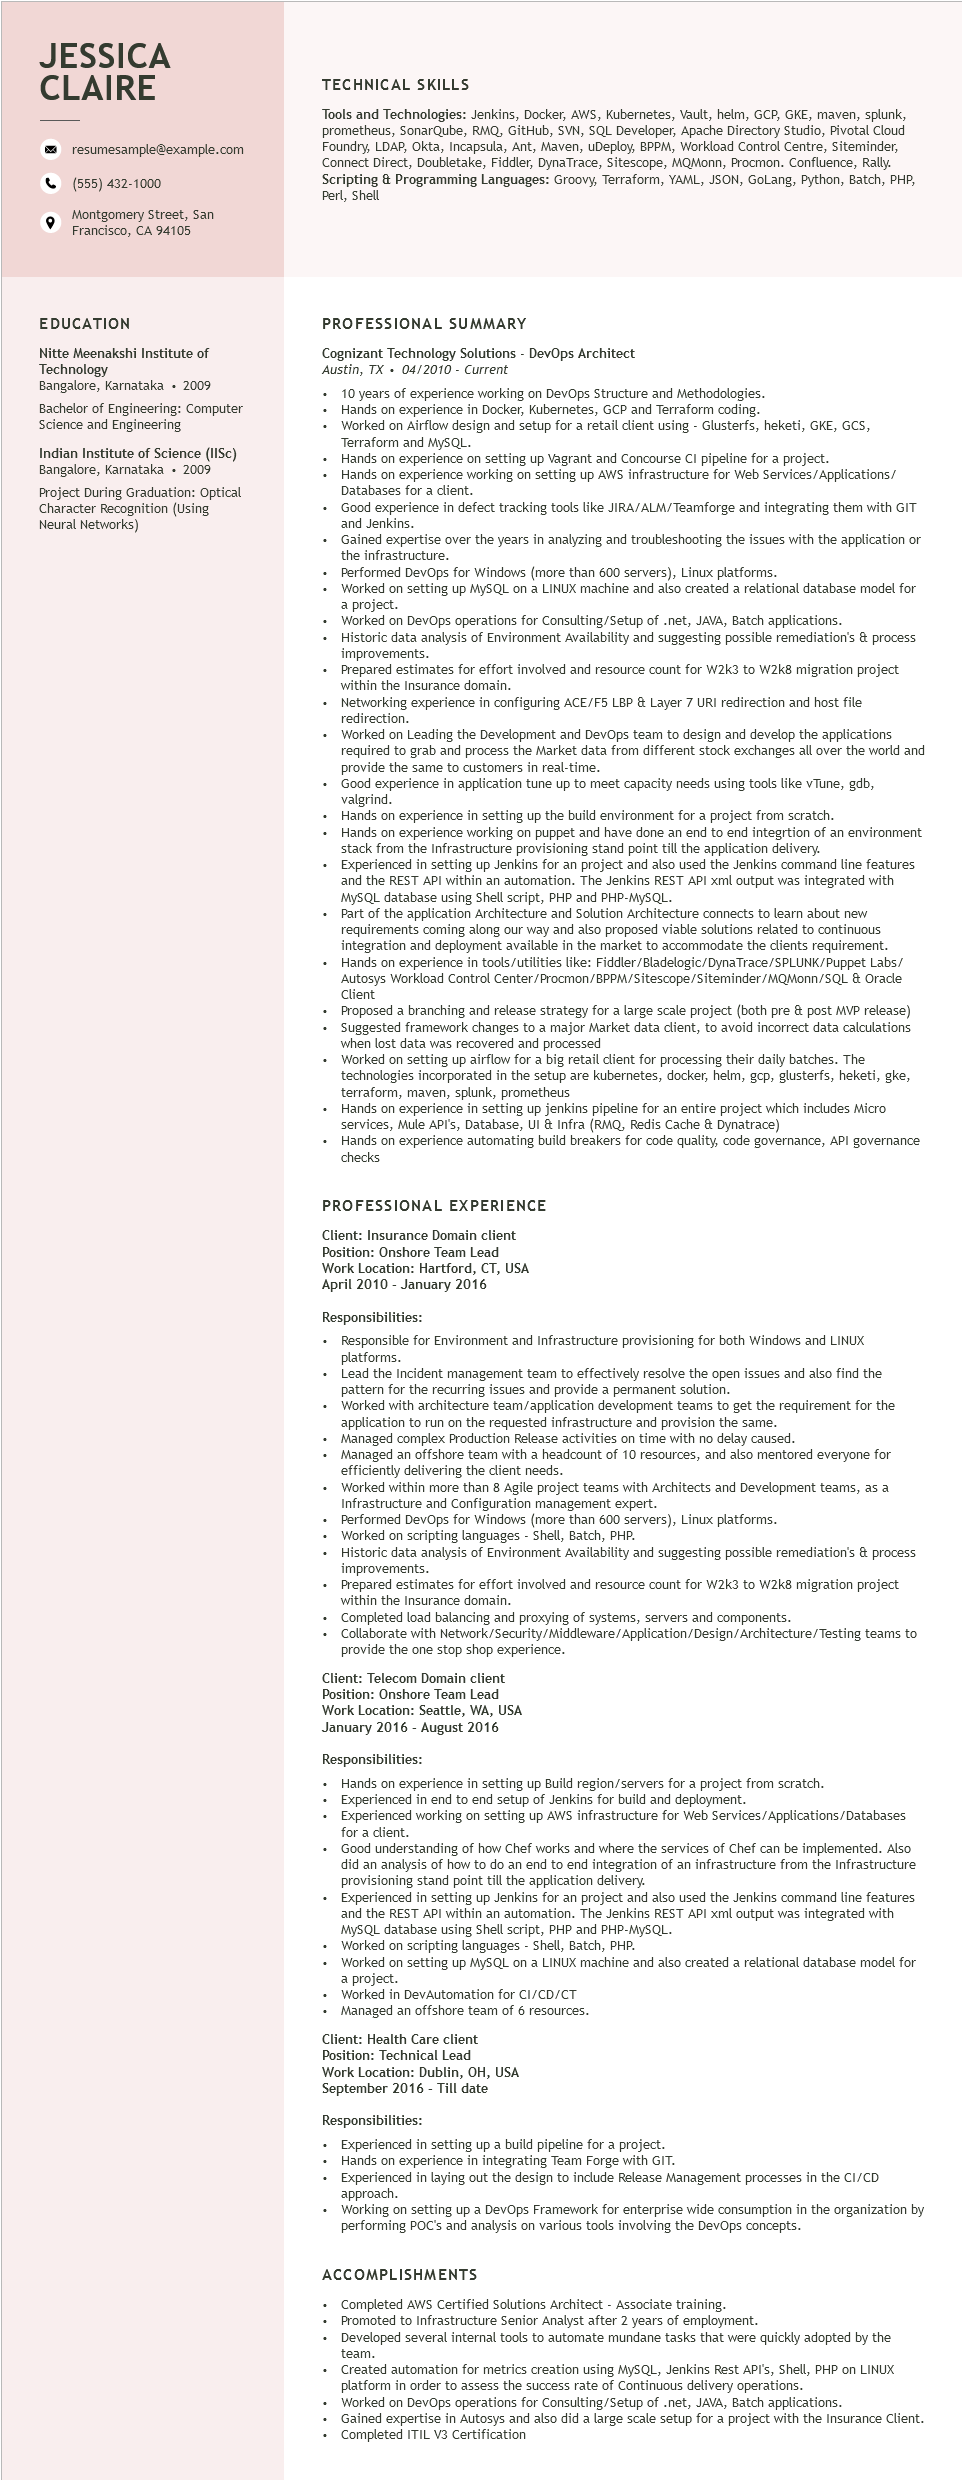 JESSICA
CLAIRE
resumesample@example.com
(555) 432-1000
Montgomery Street, San
Francisco, CA 94105
TECHNICAL SKILLS
Tools and Technologies: Jenkins, Docker, AWS, Kubernetes, Vault, helm, GCP, GKE, maven, splunk,
prometheus, SonarQube, RMQ, GitHub, SVN, SQL Developer, Apache Directory Studio, Pivotal Cloud
Foundry, LDAP, Okta, Incapsula, Ant, Maven, uDeploy, BPPM, Workload Control Centre, Siteminder,
Connect Direct, Doubletake, Fiddler, DynaTrace, Sitescope, MQMonn, Procmon. Confluence, Rally.
Scripting & Programming Languages: Groovy, Terraform, YAML, JSON, GoLang, Python, Batch, PHP,
Perl, Shell
EDUCATION
Nitte Meenakshi Institute of
Technology
Bangalore, Karnataka • 2009
Bachelor of Engineering: Computer
Science and Engineering
Indian Institute of Science (IISc)
Bangalore, Karnataka • 2009
Project During Graduation: Optical
Character Recognition (Using
Neural Networks)
PROFESSIONAL SUMMARY
Cognizant Technology Solutions - DevOps Architect
Austin, TX • 04/2010 - Current
• 10 years of experience working on DevOps Structure and Methodologies.
• Hands on experience in Docker, Kubernetes, GCP and Terraform coding.
• Worked on Airflow design and setup for a retail client using - Glusterfs, heketi, GKE, GCS,
Terraform and MySQL.
• Hands on experience on setting up Vagrant and Concourse CI pipeline for a project.
• Hands on experience working on setting up AWS infrastructure for Web Services/Applications/
Databases for a client.
• Good experience in defect tracking tools like JIRA/ALM/Teamforge and integrating them with GIT
and Jenkins.
• Gained expertise over the years in analyzing and troubleshooting the issues with the application or
the infrastructure.
• Performed DevOps for Windows (more than 600 servers), Linux platforms.
• Worked on setting up MySQL on a LINUX machine and also created a relational database model for
a project.
• Worked on DevOps operations for Consulting/Setup of .net, JAVA, Batch applications.
• Historic data analysis of Environment Availability and suggesting possible remediation's & process
improvements.
• Prepared estimates for effort involved and resource count for W2k3 to W2k8 migration project
within the Insurance domain.
• Networking experience in configuring ACE/F5 LBP & Layer 7 URI redirection and host file
redirection.
• Worked on Leading the Development and DevOps team to design and develop the applications
required to grab and process the Market data from different stock exchanges all over the world and
provide the same to customers in real-time.
• Good experience in application tune up to meet capacity needs using tools like vTune, gdb,
valgrind.
• Hands on experience in setting up the build environment for a project from scratch.
• Hands on experience working on puppet and have done an end to end integrtion of an environment
stack from the Infrastructure provisioning stand point till the application delivery.
• Experienced in setting up Jenkins for an project and also used the Jenkins command line features
and the REST API within an automation. The Jenkins REST API xml output was integrated with
MySQL database using Shell script, PHP and PHP-MySQL.
• Part of the application Architecture and Solution Architecture connects to learn about new
requirements coming along our way and also proposed viable solutions related to continuous
integration and deployment available in the market to accommodate the clients requirement.
• Hands on experience in tools/utilities like: Fiddler/Bladelogic/DynaTrace/SPLUNK/Puppet Labs/
Autosys Workload Control Center/Procmon/BPPM/Sitescope/Siteminder/MQMonn/SQL & Oracle
Client
• Proposed a branching and release strategy for a large scale project (both pre & post MVP release)
• Suggested framework changes to a major Market data client, to avoid incorrect data calculations
when lost data was recovered and processed
• Worked on setting up airflow for a big retail client for processing their daily batches. The
technologies incorporated in the setup are kubernetes, docker, helm, gcp, glusterfs, heketi, gke,
terraform, maven, splunk, prometheus
• Hands on experience in setting up jenkins pipeline for an entire project which includes Micro
services, Mule API's, Database, UI & Infra (RMQ, Redis Cache & Dynatrace)
• Hands on experience automating build breakers for code quality, code governance, API governance
checks
PROFESSIONAL EXPERIENCE
Client: Insurance Domain client
Position: Onshore Team Lead
Work Location: Hartford, CT, USA
April 2010 – January 2016
Responsibilities:
• Responsible for Environment and Infrastructure provisioning for both Windows and LINUX
platforms.
• Lead the Incident management team to effectively resolve the open issues and also find the
pattern for the recurring issues and provide a permanent solution.
• Worked with architecture team/application development teams to get the requirement for the
application to run on the requested infrastructure and provision the same.
• Managed complex Production Release activities on time with no delay caused.
• Managed an offshore team with a headcount of 10 resources, and also mentored everyone for
efficiently delivering the client needs.
• Worked within more than 8 Agile project teams with Architects and Development teams, as a
Infrastructure and Configuration management expert.
• Performed DevOps for Windows (more than 600 servers), Linux platforms.
• Worked on scripting languages - Shell, Batch, PHP.
• Historic data analysis of Environment Availability and suggesting possible remediation's & process
improvements.
• Prepared estimates for effort involved and resource count for W2k3 to W2k8 migration project
within the Insurance domain.
• Completed load balancing and proxying of systems, servers and components.
• Collaborate with Network/Security/Middleware/Application/Design/Architecture/Testing teams to
provide the one stop shop experience.
Client: Telecom Domain client
Position: Onshore Team Lead
Work Location: Seattle, WA, USA
January 2016 – August 2016
Responsibilities:
• Hands on experience in setting up Build region/servers for a project from scratch.
• Experienced in end to end setup of Jenkins for build and deployment.
• Experienced working on setting up AWS infrastructure for Web Services/Applications/Databases
for a client.
• Good understanding of how Chef works and where the services of Chef can be implemented. Also
did an analysis of how to do an end to end integration of an infrastructure from the Infrastructure
provisioning stand point till the application delivery.
• Experienced in setting up Jenkins for an project and also used the Jenkins command line features
and the REST API within an automation. The Jenkins REST API xml output was integrated with
MySQL database using Shell script, PHP and PHP-MySQL.
• Worked on scripting languages - Shell, Batch, PHP.
• Worked on setting up MySQL on a LINUX machine and also created a relational database model for
a project.
• Worked in DevAutomation for CI/CD/CT
• Managed an offshore team of 6 resources.
Client: Health Care client
Position: Technical Lead
Work Location: Dublin, OH, USA
September 2016 - Till date
Responsibilities:
• Experienced in setting up a build pipeline for a project.
• Hands on experience in integrating Team Forge with GIT.
• Experienced in laying out the design to include Release Management processes in the CI/CD
approach.
• Working on setting up a DevOps Framework for enterprise wide consumption in the organization by
performing POC's and analysis on various tools involving the DevOps concepts.
ACCOMPLISHMENTS
• Completed AWS Certified Solutions Architect - Associate training.
• Promoted to Infrastructure Senior Analyst after 2 years of employment.
• Developed several internal tools to automate mundane tasks that were quickly adopted by the
team.
• Created automation for metrics creation using MySQL, Jenkins Rest API's, Shell, PHP on LINUX
platform in order to assess the success rate of Continuous delivery operations.
• Worked on DevOps operations for Consulting/Setup of .net, JAVA, Batch applications.
• Gained expertise in Autosys and also did a large scale setup for a project with the Insurance Client.
• Completed ITIL V3 Certification